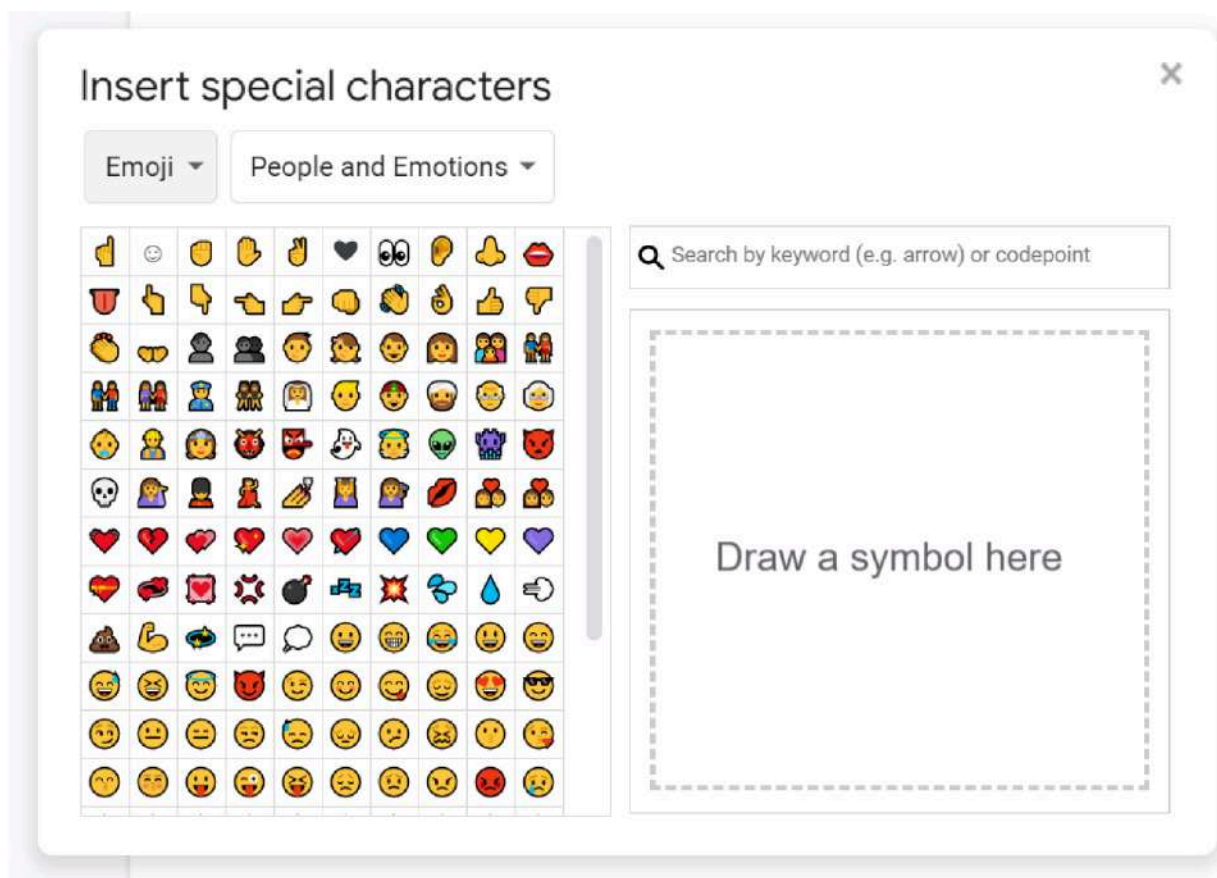 Insert special characters
Emoji
People and Emotions
Search by keyword (e.g. arrow) or codepoint
Draw a symbol here